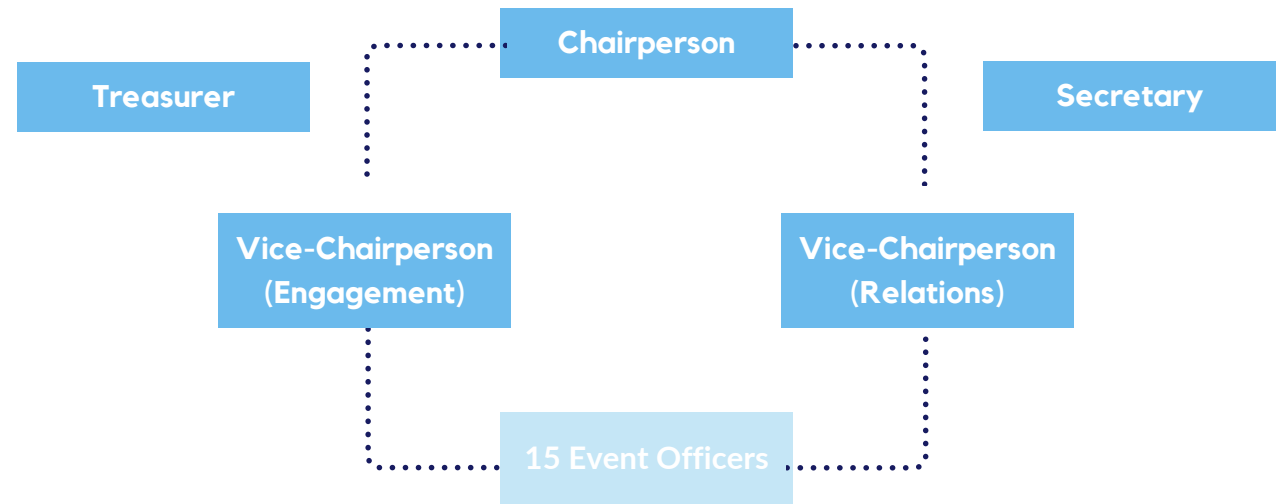 Chairperson
Treasurer
Secretary
Vice-Chairperson
(Engagement)
Vice-Chairperson
(Relations)
15 Event Officers